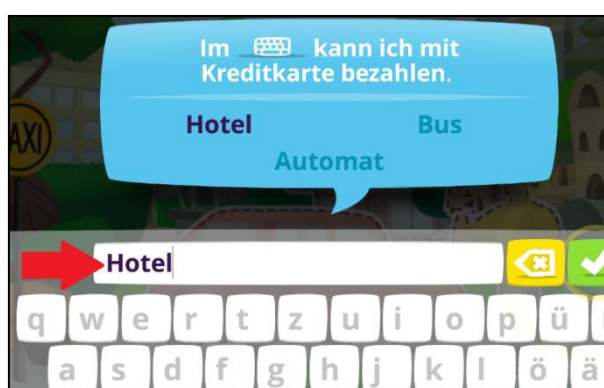 Im kann ich mit
Kreditkarte bezahlen.
Hotel Bus
Automat
TAXI
Hotel
q w e r t z u i o p ü
a s d f g h j k l ö ä